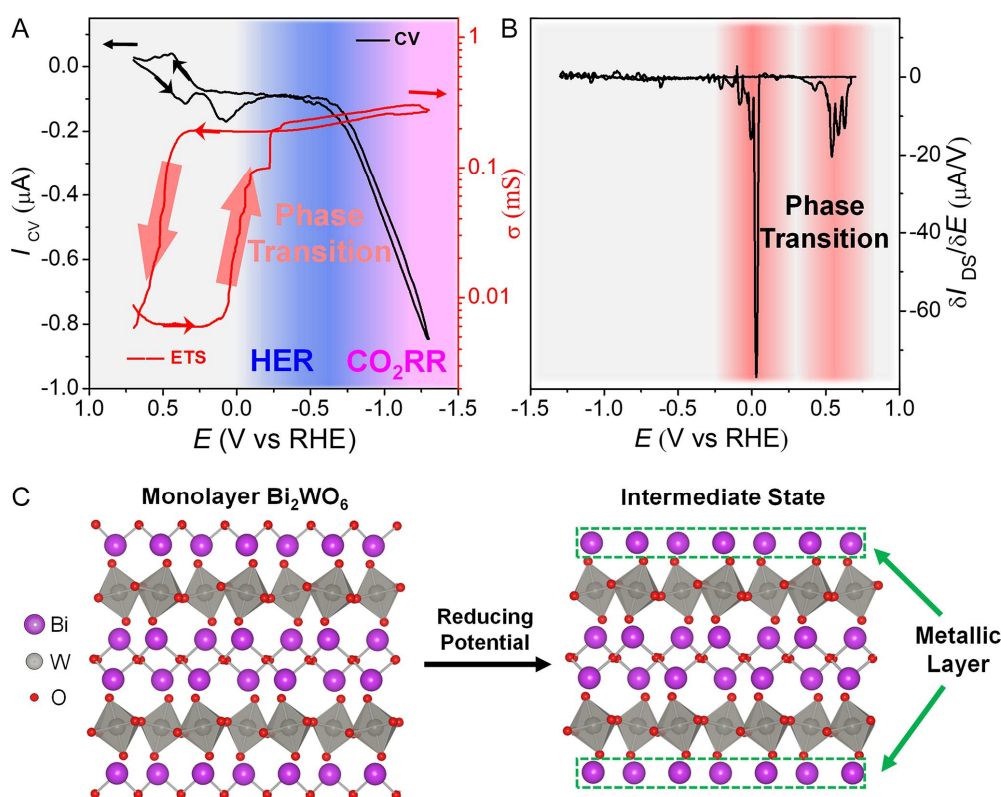 A
B
CV
1
0.0
-0.2
-0.4
-0.6
-0.8
-1.0
I CV (μA)
0.1
0.01
σ (mS)
Phase
Transition
ETS
HER
CO2RR
1.0 0.5 0.0 -0.5 -1.0 -1.5
E (V vs RHE)
0
-20
-40
-60
δI DS/δE (μA/V)
Phase
Transition
-1.5 -1.0 -0.5 0.0 0.5 1.0
E (V vs RHE)
C
Monolayer Bi2WO6
Intermediate State
Bi
W
O
Reducing
Potential
Metallic
Layer